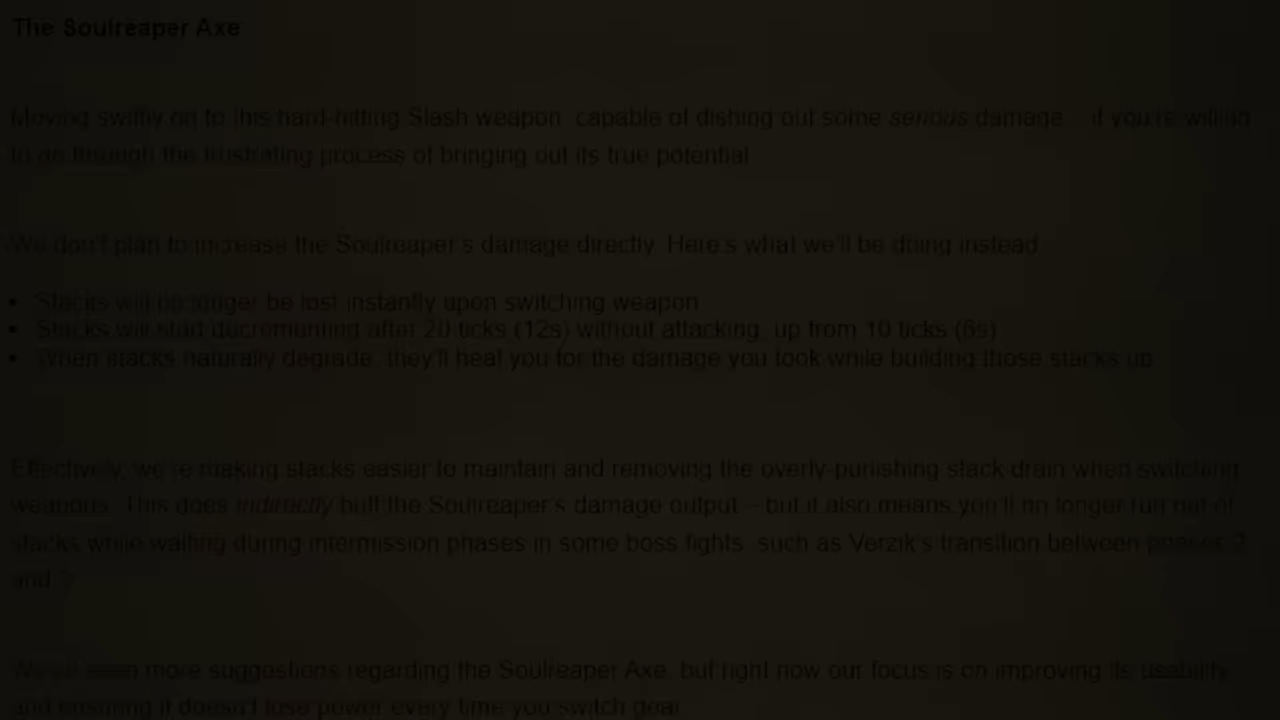 The Soulreaper Axe
Moving swiftly on to this hard-hitting Slash weapon, capable of dishing out some serious damage... if you're willing
to go through the frustrating process of bringing out its true potential.
We don't plan to increase the Soulreaper's damage directly. Here's what we'll be doing instead:
• Stacks will no longer be lost instantly upon switching weapon.
• Stacks will start decrementing after 20 ticks (12s) without attacking, up from 10 ticks (6s).
• When stacks naturally degrade, they'll heal you for the damage you took while building those stacks up.
Effectively, we're making stacks easier to maintain and removing the overly-punishing stack drain when switching
weapons. This does indirectly buff the Soulreaper's damage output – but it also means you'll no longer run out of
stacks while waiting during intermission phases in some boss fights, such as Verzik's transition between phases 2
and 3.
We've seen more suggestions regarding the Soulreaper Axe, but right now our focus is on improving its usability
and ensuring it doesn't lose power every time you switch gear.